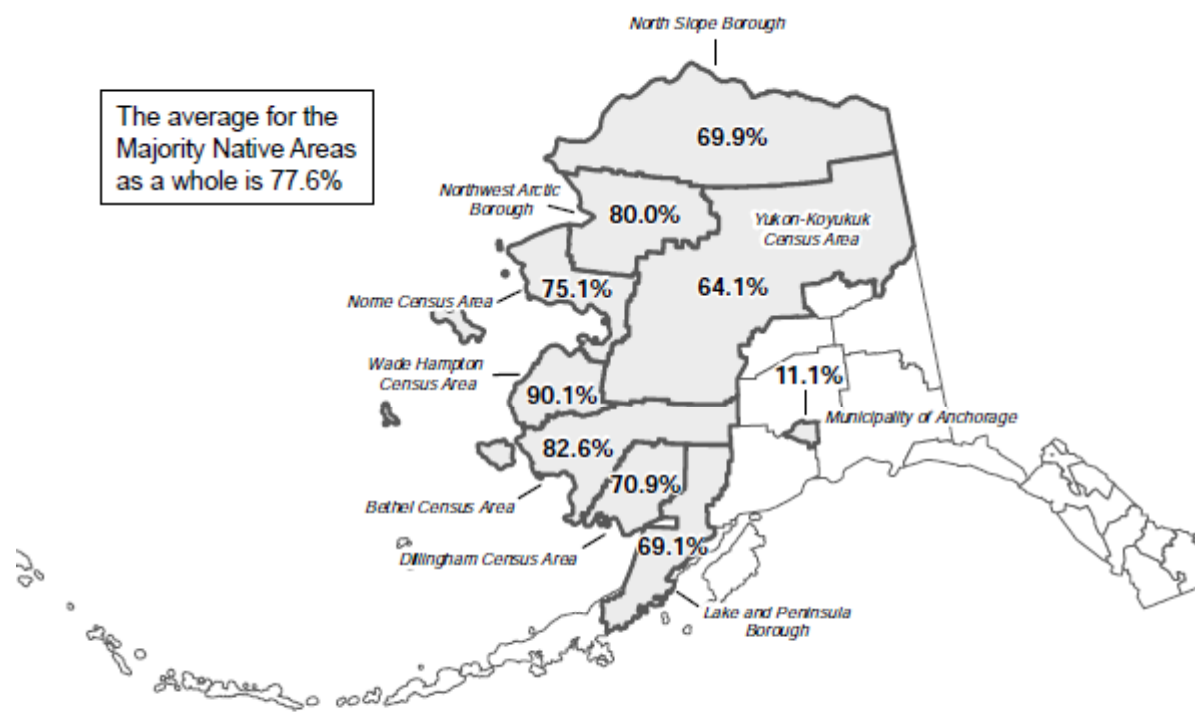 North Slope Borough
The average for the
Majority Native Areas
as a whole is 77.6%
69.9%
Northwest Arctic
Borough
80.0%
Yukon-Koyukuk
Census Area
75.1%
64.1%
Nome Census Area
Wade Hampton
Census Area
90.1%
11.1%
Municipality of Anchorage
82.6%
70.9%
Bethel Census Area
Dillingham Census Area
69.1%
Lake and Peninsula
Borough